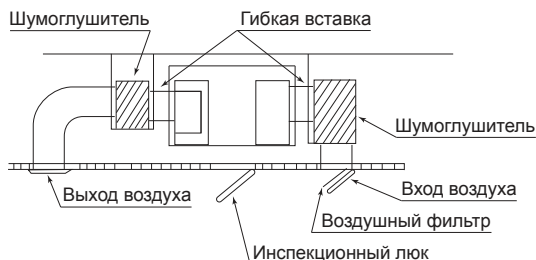 Шумоглушитель
Гибкая вставка
Шумоглушитель
Выход воздуха
Вход воздуха
Воздушный фильтр
Инспекционный люк